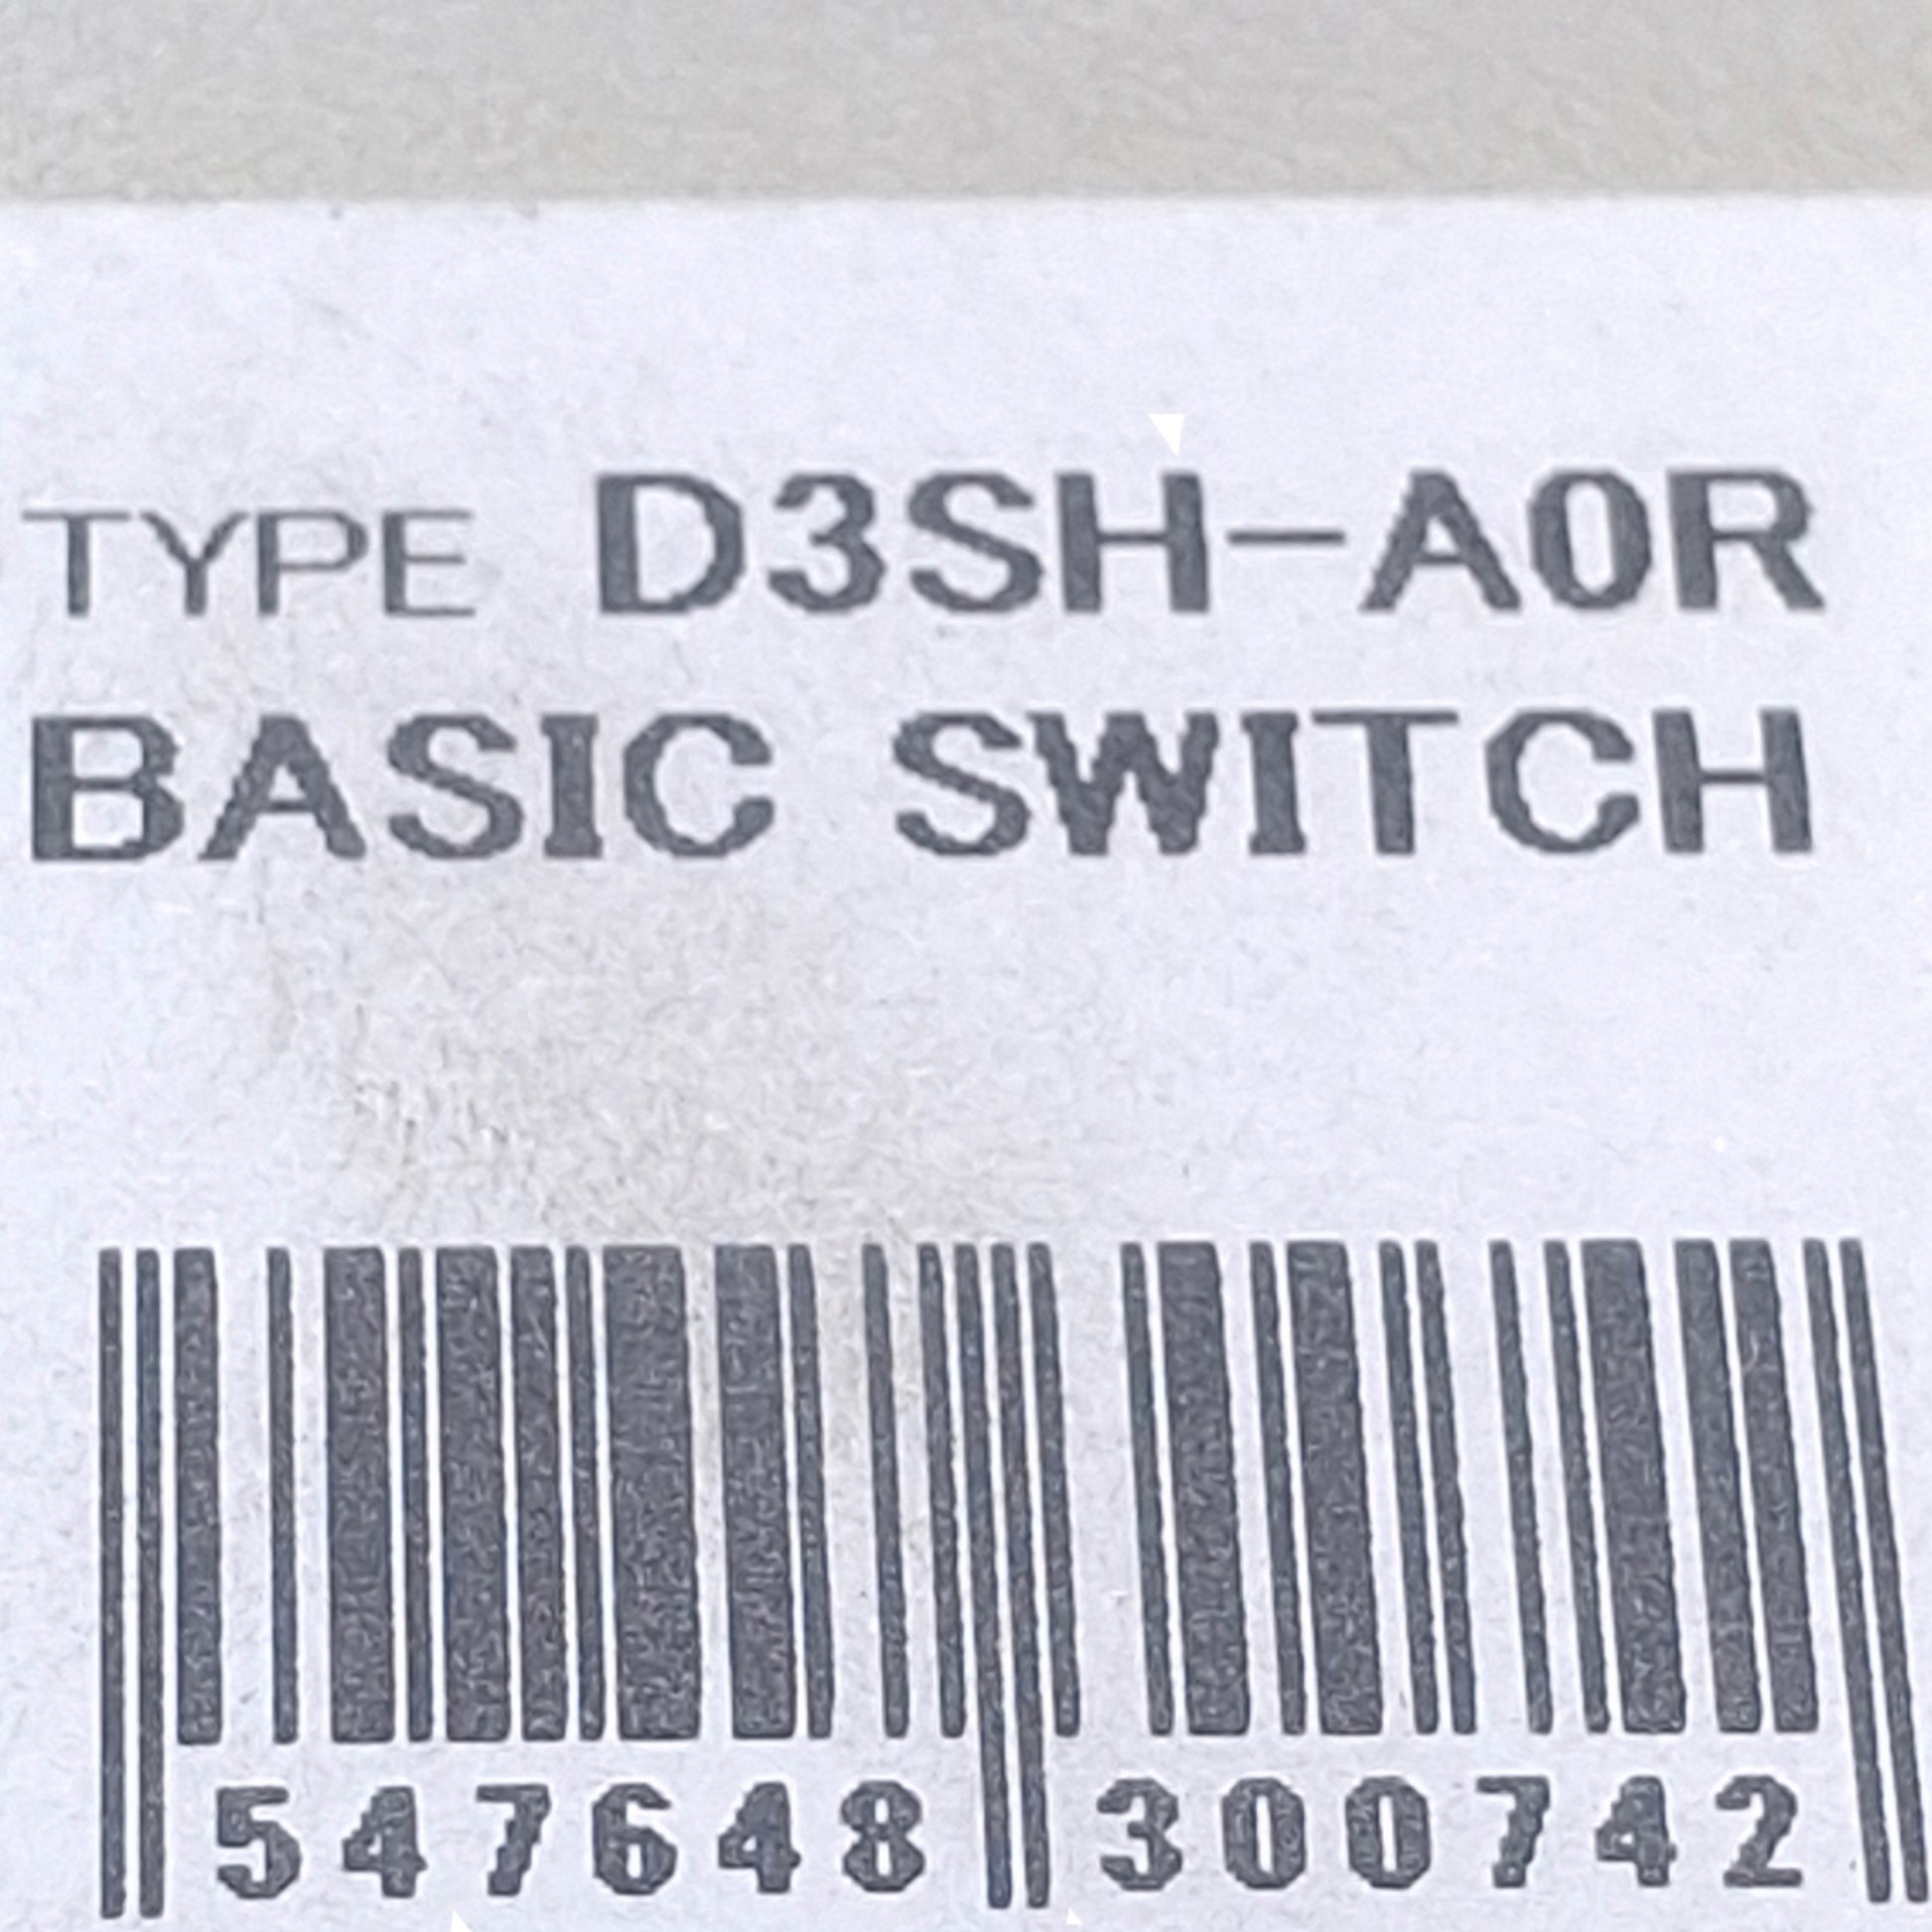 TYPE D3SH-A0R
BASIC SWITCH
547648 300742